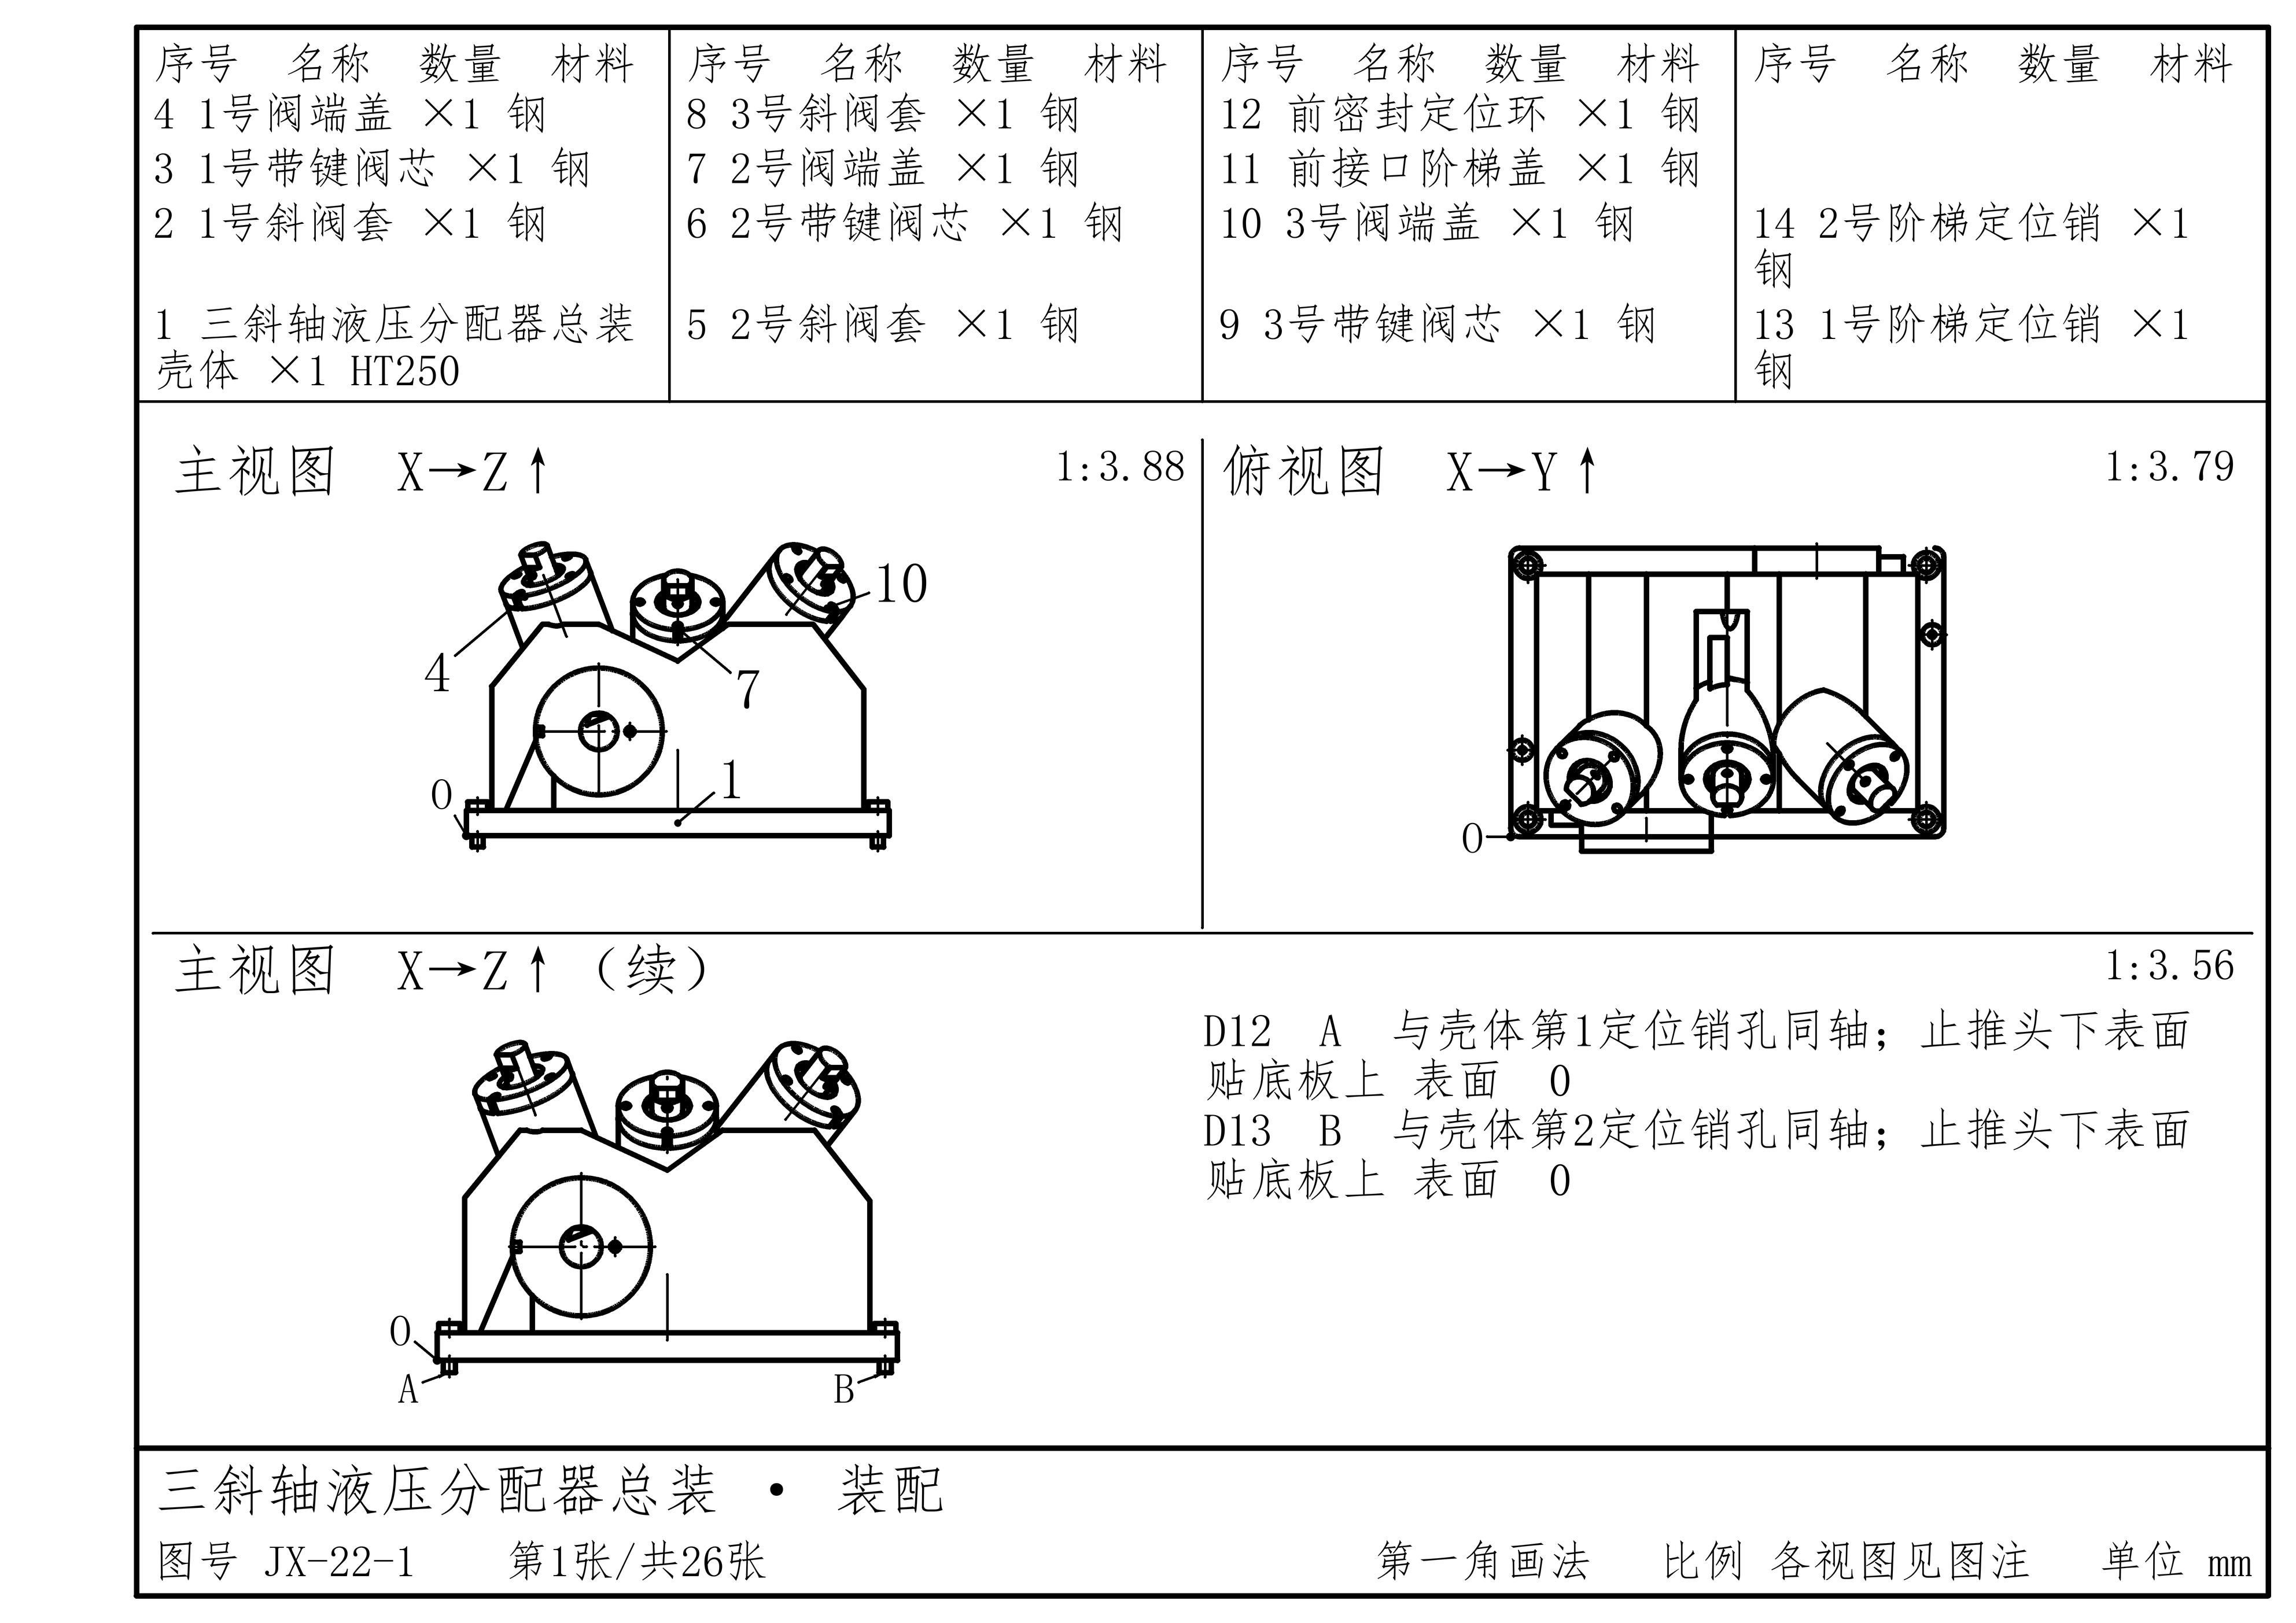 序号 名称 数量 材料
4 1号阀端盖 ×1 钢
3 1号带键阀芯 ×1 钢
2 1号斜阀套 ×1 钢
1 三斜轴液压分配器总装
壳体 ×1 HT250
序号 名称 数量 材料
8 3号斜阀套 ×1 钢
7 2号阀端盖 ×1 钢
6 2号带键阀芯 ×1 钢
5 2号斜阀套 ×1 钢
序号 名称 数量 材料
12 前密封定位环 ×1 钢
11 前接口阶梯盖 ×1 钢
10 3号阀端盖 ×1 钢
9 3号带键阀芯 ×1 钢
序号 名称 数量 材料
14 2号阶梯定位销 ×1
钢
13 1号阶梯定位销 ×1
钢
主视图 X→Z↑ 1:3.88
10
4
7
1
O
俯视图 X→Y↑ 1:3.79
O
主视图 X→Z↑（续） 1:3.56
O
A
B
D12 A 与壳体第1定位销孔同轴；止推头下表面
贴底板上 表面 0
D13 B 与壳体第2定位销孔同轴；止推头下表面
贴底板上 表面 0
三斜轴液压分配器总装 · 装配
图号 JX-22-1 第1张/共26张 第一角画法 比例 各视图见图注 单位 mm